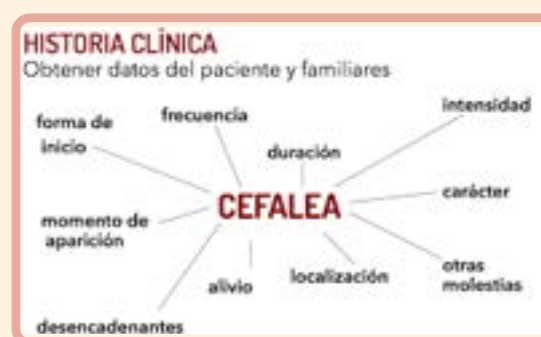 HISTORIA CLÍNICA
Obtener datos del paciente y familiares
forma de
inicio
frecuencia
duración
intensidad
CEFALEA
carácter
momento de
aparición
alivio
localización
otras
molestias
desencadenantes